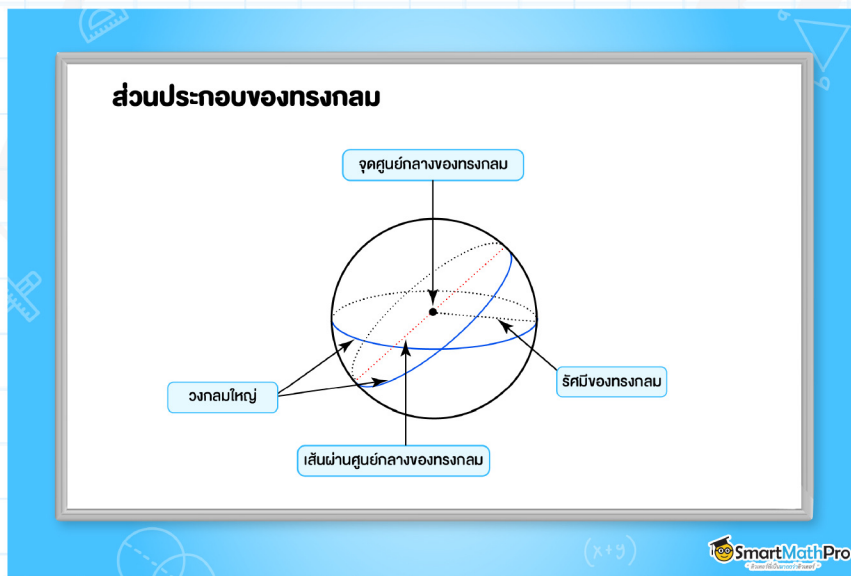 ส่วนประกอบของทรงกลม
จุดศูนย์กลางของทรงกลม
รัศมีของทรงกลม
วงกลมใหญ่
เส้นผ่านศูนย์กลางของทรงกลม
(x+y)
SmartMathPro